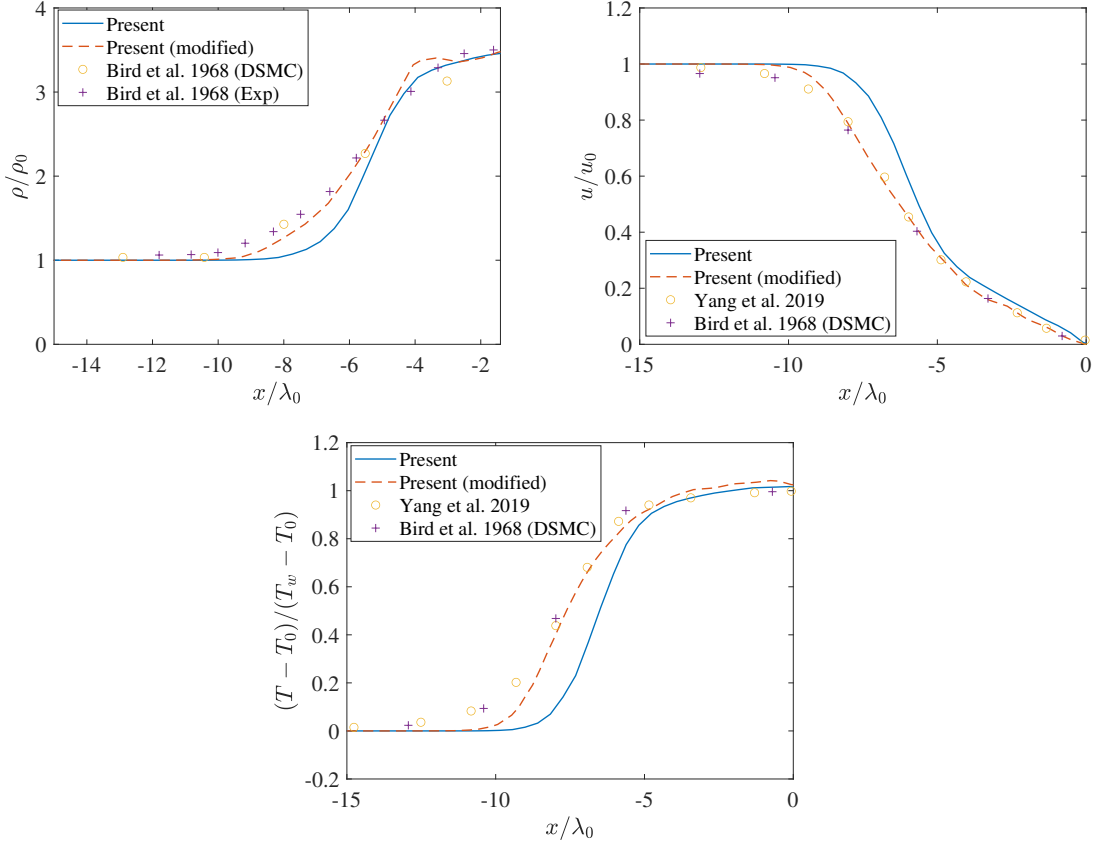 4
3
2
1
0
ρ/ρ₀
Present
Present (modified)
Bird et al. 1968 (DSMC)
Bird et al. 1968 (Exp)
-14 -12 -10 -8 -6 -4 -2
x/λ₀
1.2
1
0.8
0.6
0.4
0.2
0
u/u₀
Present
Present (modified)
Yang et al. 2019
Bird et al. 1968 (DSMC)
-15 -10 -5 0
x/λ₀
1.2
1
0.8
0.6
0.4
0.2
0
-0.2
(T − T₀)/(T_w − T₀)
Present
Present (modified)
Yang et al. 2019
Bird et al. 1968 (DSMC)
-15 -10 -5 0
x/λ₀